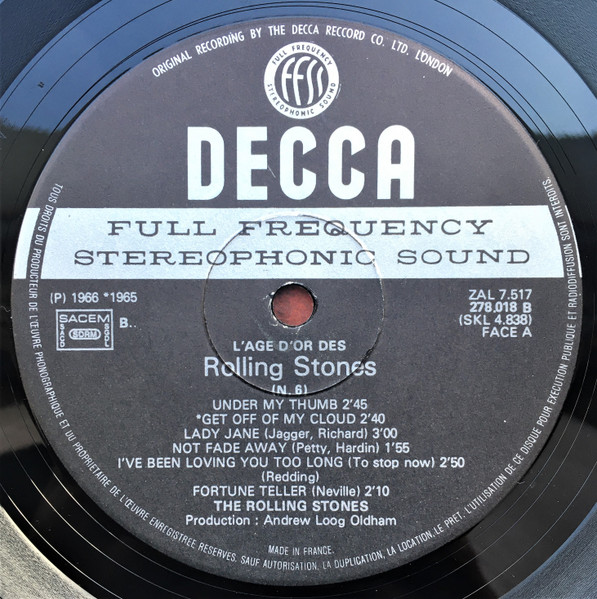 ORIGINAL RECORDING BY THE DECCA RECCORD CO. LTD. LONDON
FULL FREQUENCY
FFSS
STEREOPHONIC SOUND
DECCA
FULL FREQUENCY
STEREOPHONIC SOUND
(P) 1966 *1965
SACEM
SACD
SDRM
SGDL
B..
ZAL 7.517
278.018 B
(SKL 4.838)
FACE A
L'AGE D'OR DES
Rolling Stones
(N. 6)
UNDER MY THUMB 2'45
*GET OFF OF MY CLOUD 2'40
LADY JANE (Jagger, Richard) 3'00
NOT FADE AWAY (Petty, Hardin) 1'55
I'VE BEEN LOVING YOU TOO LONG (To stop now) 2'50
(Redding)
FORTUNE TELLER (Neville) 2'10
THE ROLLING STONES
Production : Andrew Loog Oldham
MADE IN FRANCE.
TOUS DROITS DU PRODUCTEUR DE L'ŒUVRE PHONOGRAPHIQUE ET DU PROPRIETAIRE DE L'ŒUVRE ENREGISTREE RESERVES. SAUF AUTORISATION, LA DUPLICATION, LA LOCATION, LE PRET, L'UTILISATION DE CE DISQUE POUR EXECUTION PUBLIQUE ET RADIODIFFUSION SONT INTERDITS.